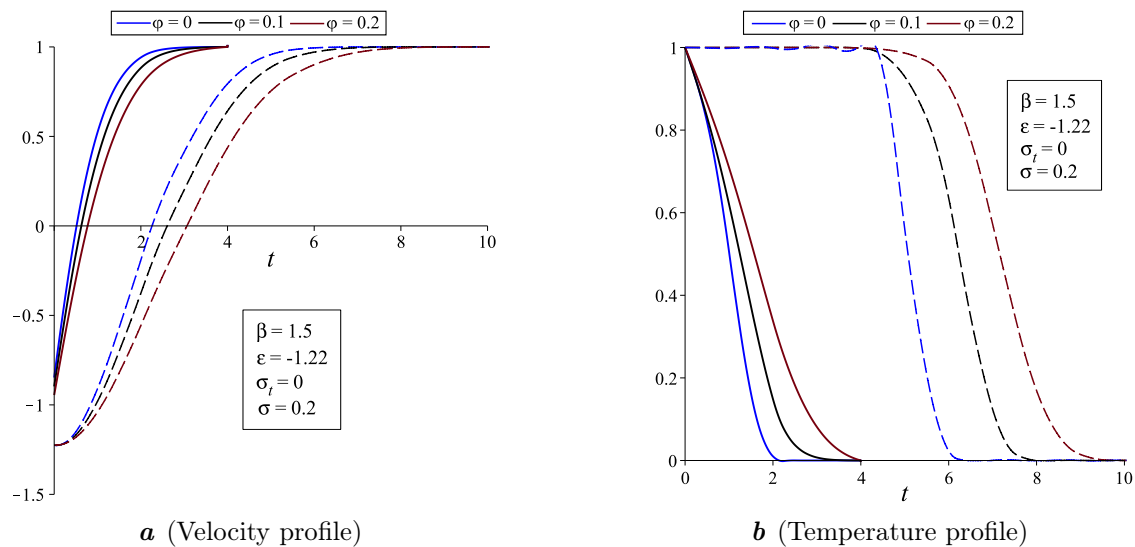 φ = 0 φ = 0.1 φ = 0.2
1
0.5
0
2 4 6 8 10
t
−0.5
−1
−1.5
β = 1.5
ε = -1.22
σt = 0
σ = 0.2
a (Velocity profile)
φ = 0 φ = 0.1 φ = 0.2
1
0.8
0.6
0.4
0.2
0
0 2 4 6 8 10
t
β = 1.5
ε = -1.22
σt = 0
σ = 0.2
b (Temperature profile)